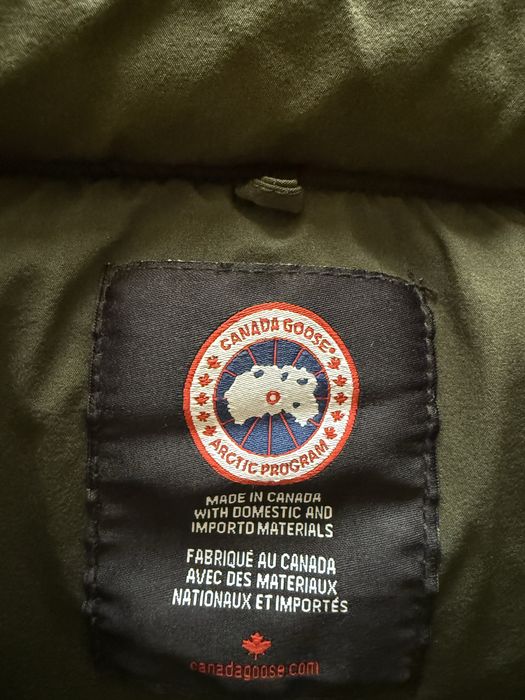 CANADA GOOSE®
ARCTIC PROGRAM
MADE IN CANADA
WITH DOMESTIC AND
IMPORTD MATERIALS
FABRIQUÉ AU CANADA
AVEC DES MATERIAUX
NATIONAUX ET IMPORTÉS
canadagoose.com